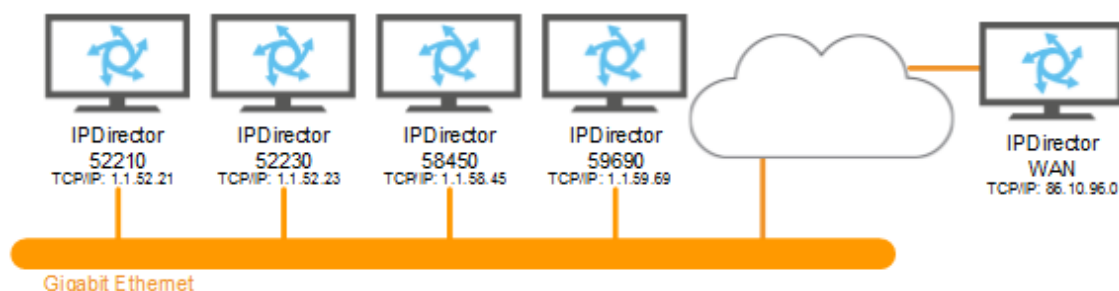 IPDirector
52210
TCP/IP: 1.1.52.21
IPDirector
52230
TCP/IP: 1.1.52.23
IPDirector
58450
TCP/IP: 1.1.58.45
IPDirector
59690
TCP/IP: 1.1.59.69
IPDirector
WAN
TCP/IP: 86.10.96.0
Gigabit Ethernet